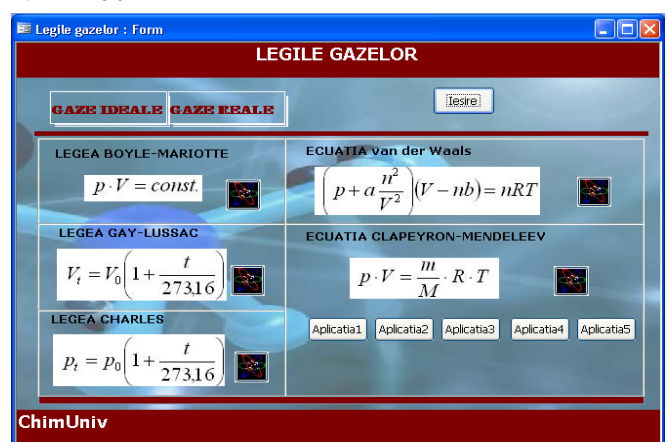 Legile gazelor : Form
LEGILE GAZELOR
GAZE IDEALE GAZE REALE
Iesire
LEGEA BOYLE-MARIOTTE
p · V = const.
LEGEA GAY-LUSSAC
V_t = V_0 (1 + t / 273,16)
LEGEA CHARLES
p_t = p_0 (1 + t / 273,16)
ECUATIA van der Waals
(p + a n² / V²)(V − nb) = nRT
ECUATIA CLAPEYRON-MENDELEEV
p · V = m / M · R · T
Aplicatia1 Aplicatia2 Aplicatia3 Aplicatia4 Aplicatia5
ChimUniv